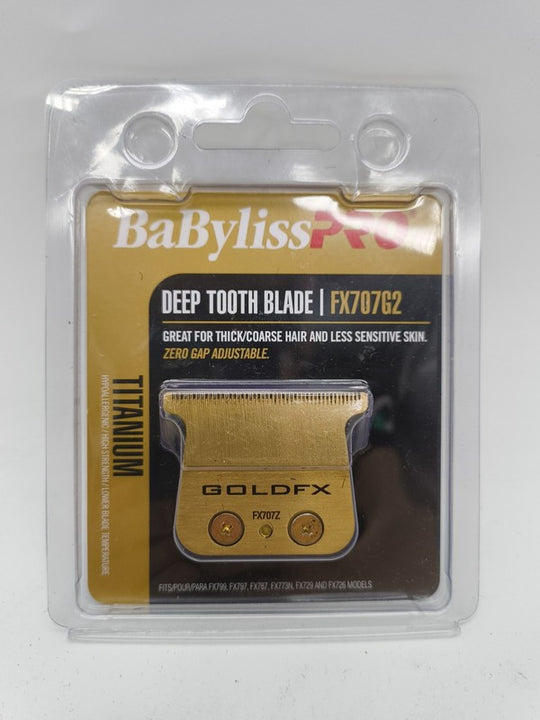 BaBylissPRO
DEEP TOOTH BLADE | FX707G2
GREAT FOR THICK/COARSE HAIR AND LESS SENSITIVE SKIN.
ZERO GAP ADJUSTABLE.
TITANIUM
HYPOALLERGENIC / HIGH STRENGTH / LOWER BLADE TEMPERATURE
GOLDFX
FX707Z
FITS/POUR/PARA FX799, FX797, FX787, FX773N, FX729 AND FX726 MODELS